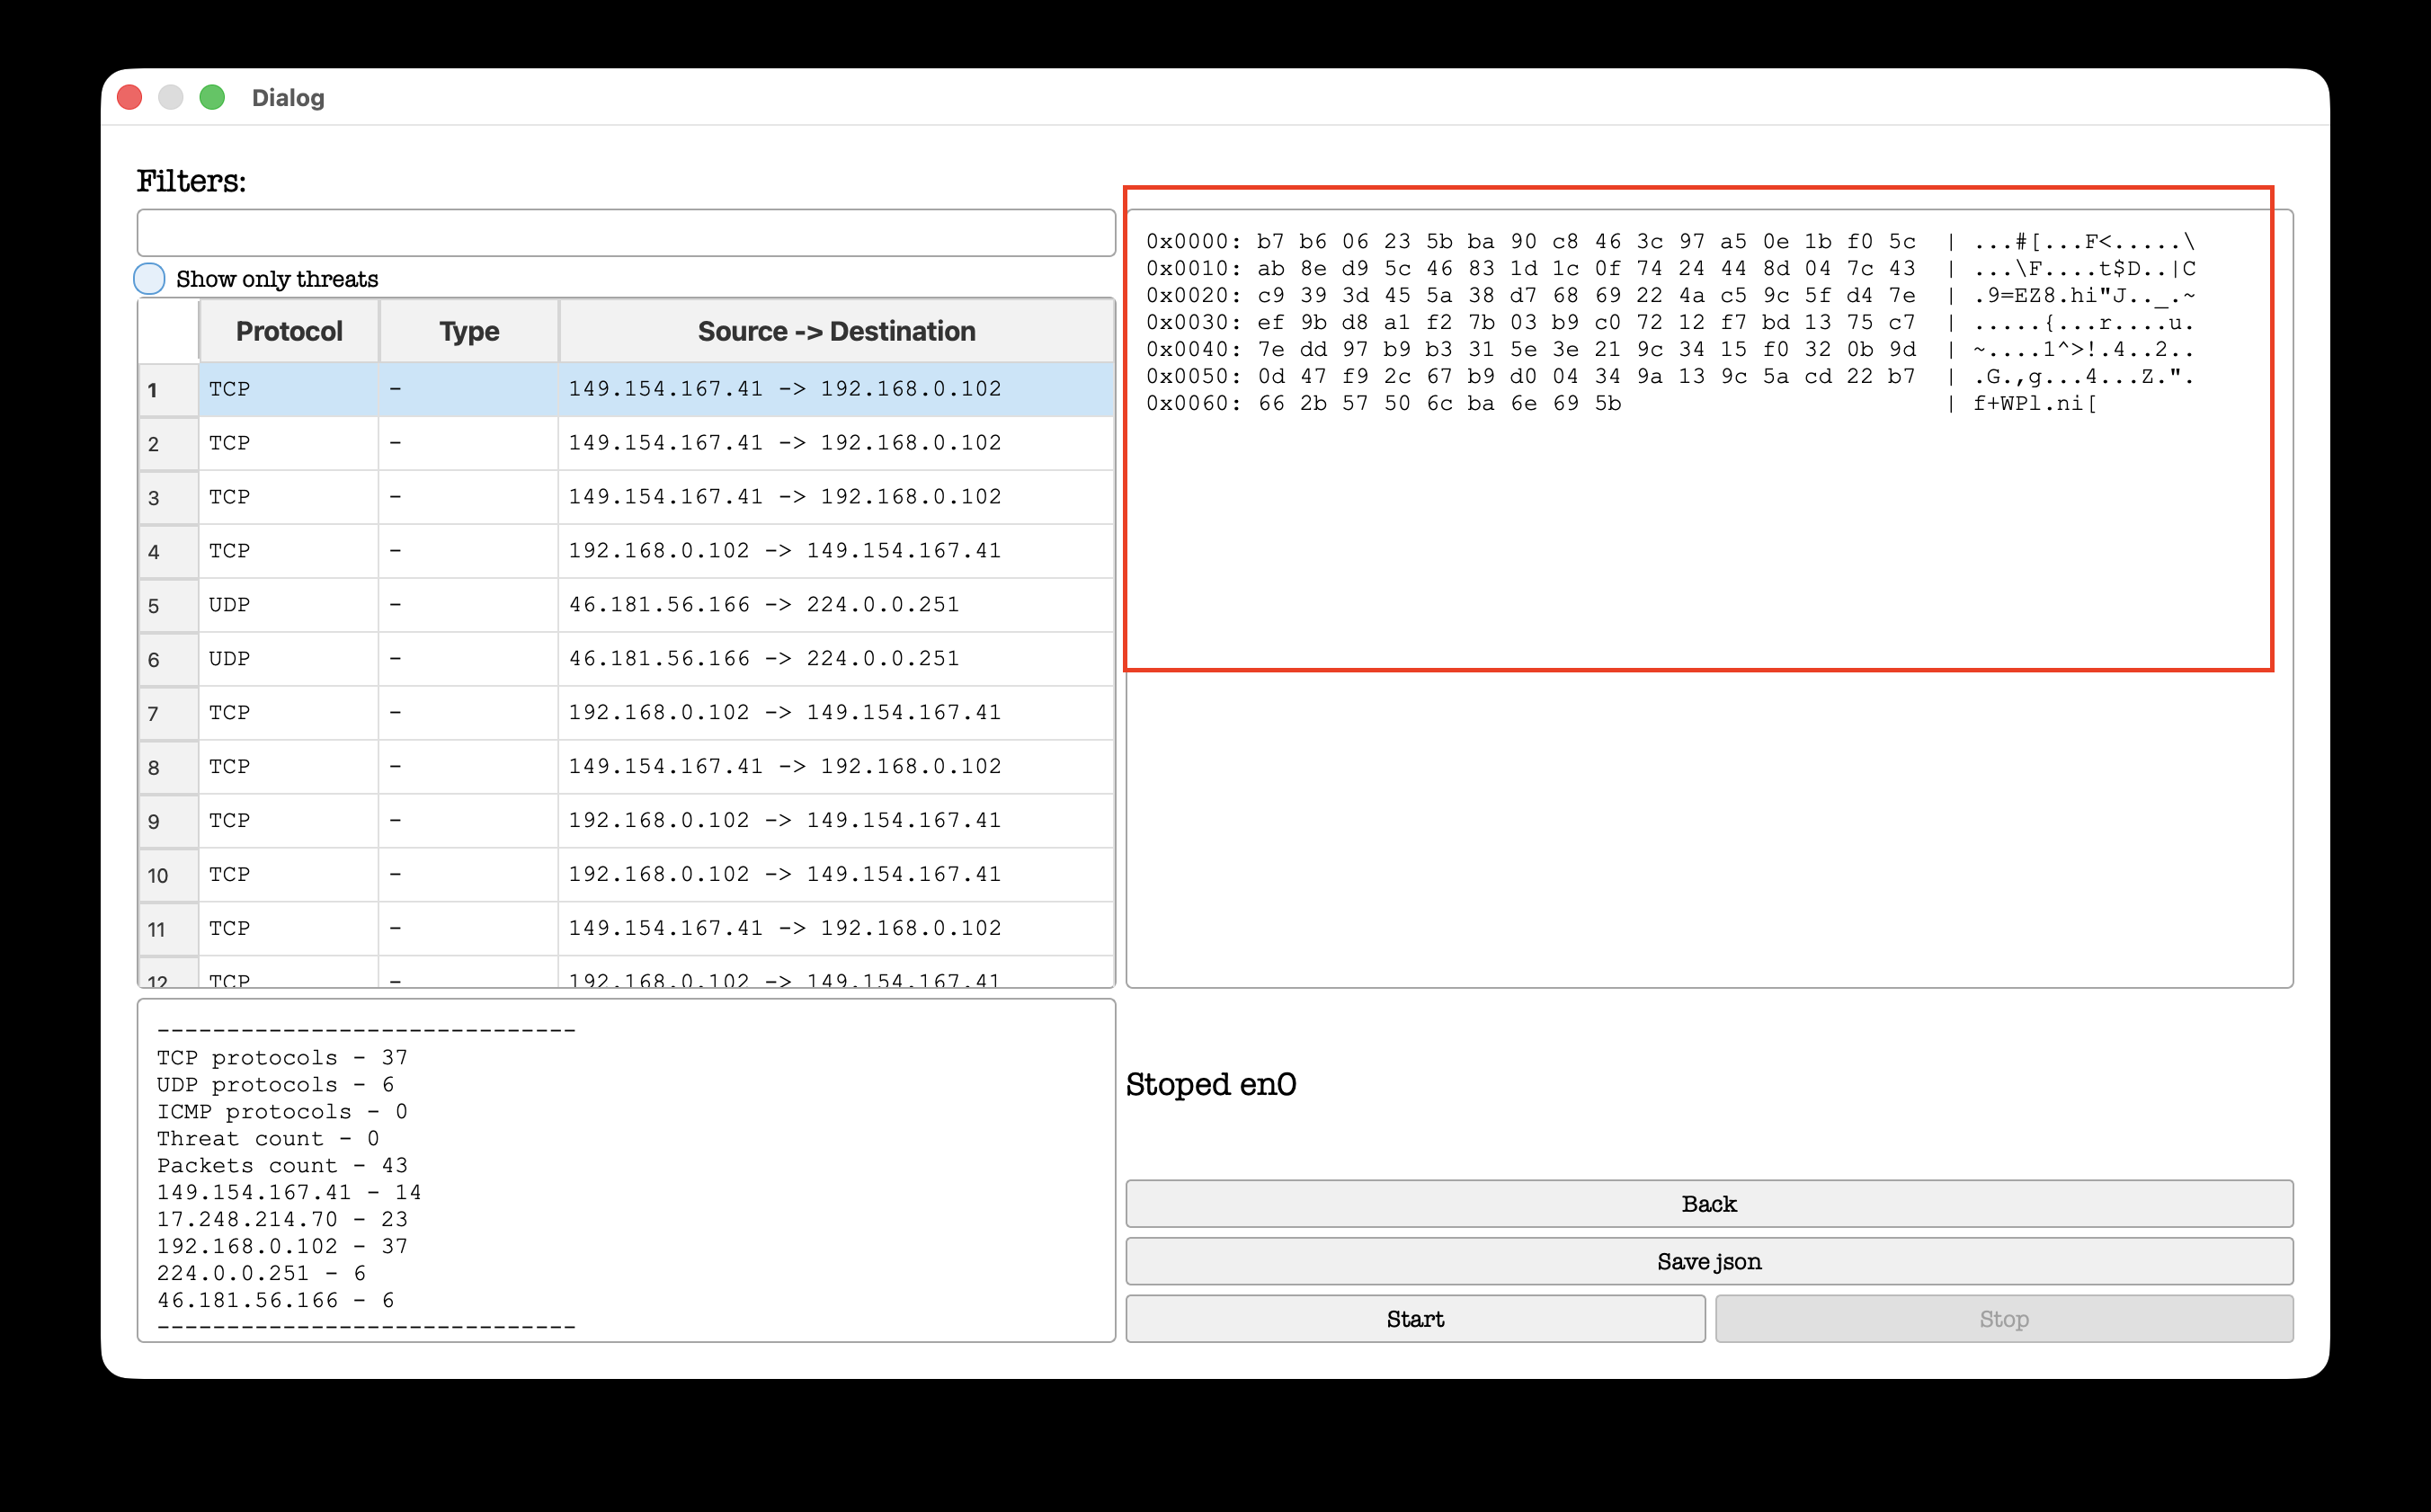 Dialog
Filters:
Show only threats
Protocol Type Source -> Destination
1 TCP - 149.154.167.41 -> 192.168.0.102
2 TCP - 149.154.167.41 -> 192.168.0.102
3 TCP - 149.154.167.41 -> 192.168.0.102
4 TCP - 192.168.0.102 -> 149.154.167.41
5 UDP - 46.181.56.166 -> 224.0.0.251
6 UDP - 46.181.56.166 -> 224.0.0.251
7 TCP - 192.168.0.102 -> 149.154.167.41
8 TCP - 149.154.167.41 -> 192.168.0.102
9 TCP - 192.168.0.102 -> 149.154.167.41
10 TCP - 192.168.0.102 -> 149.154.167.41
11 TCP - 149.154.167.41 -> 192.168.0.102
12 TCP - 192.168.0.102 -> 149.154.167.41
0x0000: b7 b6 06 23 5b ba 90 c8 46 3c 97 a5 0e 1b f0 5c | ...#[...F<.....\
0x0010: ab 8e d9 5c 46 83 1d 1c 0f 74 24 44 8d 04 7c 43 | ...\F....t$D..|C
0x0020: c9 39 3d 45 5a 38 d7 68 69 22 4a c5 9c 5f d4 7e | .9=EZ8.hi"J.._.~
0x0030: ef 9b d8 a1 f2 7b 03 b9 c0 72 12 f7 bd 13 75 c7 | .....{...r....u.
0x0040: 7e dd 97 b9 b3 31 5e 3e 21 9c 34 15 f0 32 0b 9d | ~....1^>!.4..2..
0x0050: 0d 47 f9 2c 67 b9 d0 04 34 9a 13 9c 5a cd 22 b7 | .G.,g...4...Z.".
0x0060: 66 2b 57 50 6c ba 6e 69 5b | f+WPl.ni[
------------------------------
TCP protocols - 37
UDP protocols - 6
ICMP protocols - 0
Threat count - 0
Packets count - 43
149.154.167.41 - 14
17.248.214.70 - 23
192.168.0.102 - 37
224.0.0.251 - 6
46.181.56.166 - 6
------------------------------
Stoped en0
Back
Save json
Start
Stop